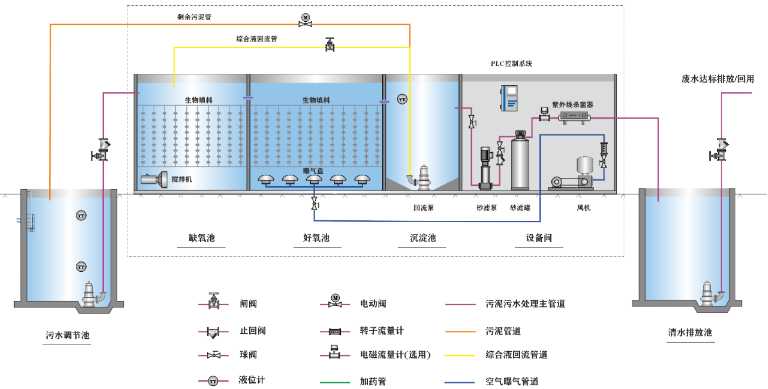 剩余污泥管
综合液回流管
PLC控制系统
废水达标排放/回用
生物填料
生物填料
紫外线杀菌器
曝气盘
搅拌机
回流泵
砂滤泵
砂滤罐
风机
缺氧池
好氧池
沉淀池
设备间
污水调节池
清水排放池
闸阀
电动阀
污泥污水处理主管道
止回阀
转子流量计
污泥管道
球阀
电磁流量计(选用)
综合液回流管道
液位计
加药管
空气曝气管道